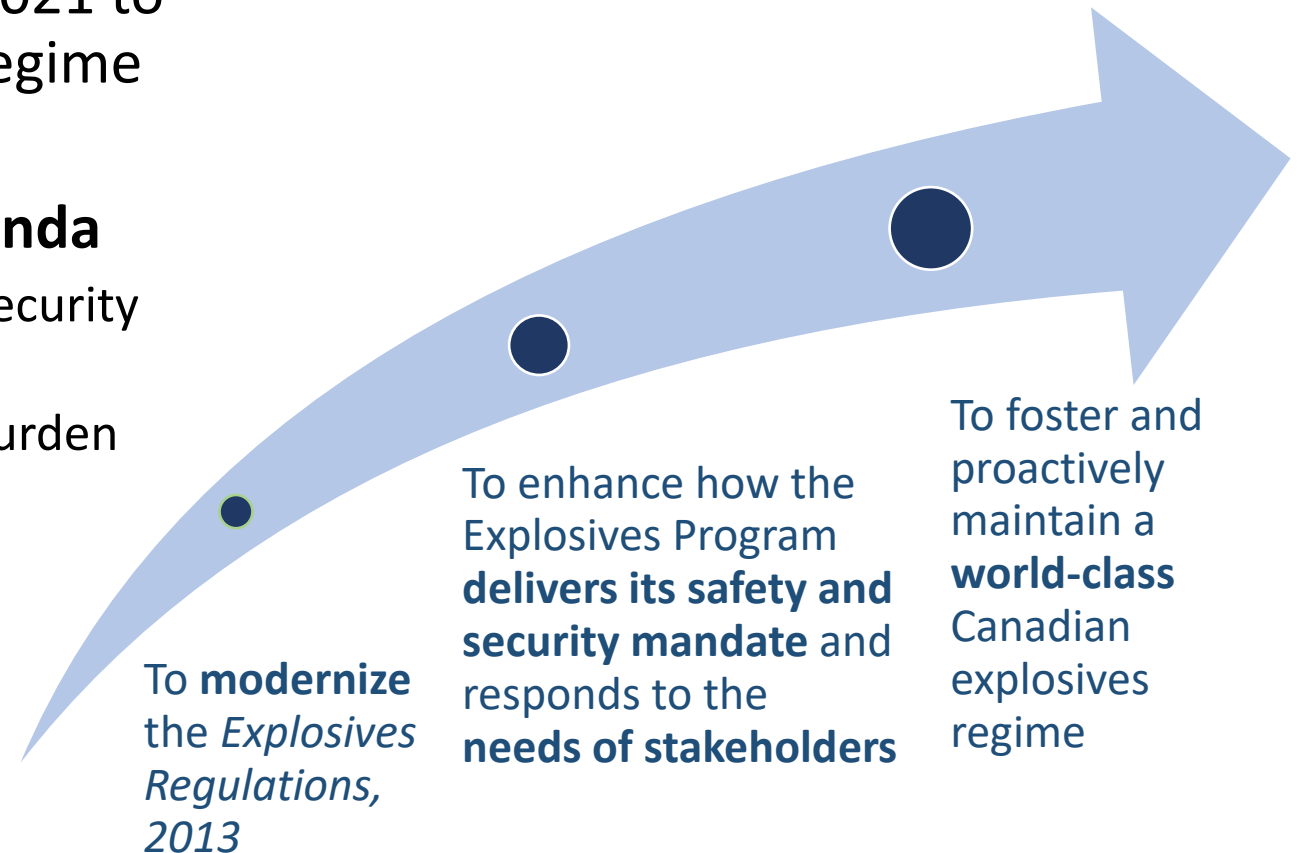 021 to
egime
nda
ecurity
urden
To modernize
the Explosives
Regulations,
2013
To enhance how the
Explosives Program
delivers its safety and
security mandate and
responds to the
needs of stakeholders
To foster and
proactively
maintain a
world-class
Canadian
explosives
regime